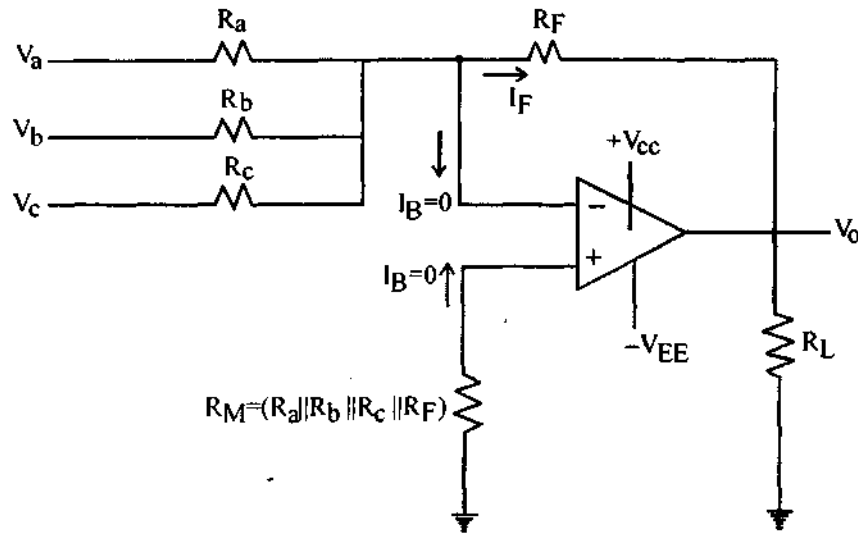 Ra
RF
Va
IF
Rb
Vb
+Vcc
Rc
Vc
IB=0
−
Vo
+
IB=0
−VEE
RL
RM=(Ra||Rb||Rc||RF)